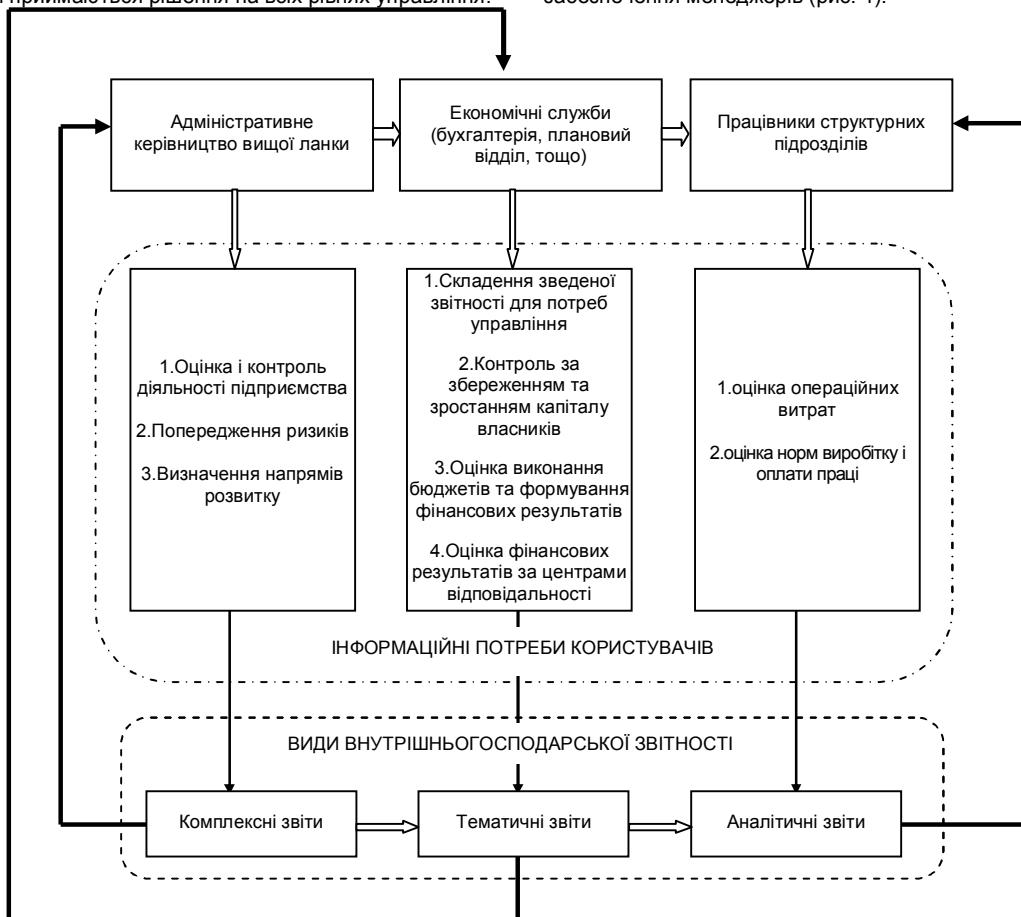 приймаються рішення на всіх рівнях управління.
забезпечення менеджерів (рис. 1).
Адміністративне
керівництво вищої ланки
Економічні служби
(бухгалтерія, плановий
відділ, тощо)
Працівники структурних
підрозділів
1.Оцінка і контроль
діяльності підприємства
2.Попередження ризиків
3.Визначення напрямів
розвитку
1.Складення зведеної
звітності для потреб
управління
2.Контроль за
збереженням та
зростанням капіталу
власників
3.Оцінка виконання
бюджетів та формування
фінансових результатів
4.Оцінка фінансових
результатів за центрами
відповідальності
1.оцінка операційних
витрат
2.оцінка норм виробітку і
оплати праці
ІНФОРМАЦІЙНІ ПОТРЕБИ КОРИСТУВАЧІВ
ВИДИ ВНУТРІШНЬОГОСПОДАРСЬКОЇ ЗВІТНОСТІ
Комплексні звіти
Тематичні звіти
Аналітичні звіти